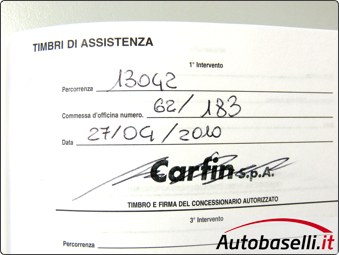 TIMBRI DI ASSISTENZA
1° Intervento
Percorrenza 13042
Commessa d'officina numero. 62/183
Data 27/04/2010
Carfin S.p.A.
TIMBRO E FIRMA DEL CONCESSIONARIO AUTORIZZATO
3° Intervento
Percorrenza
Autobaselli.it